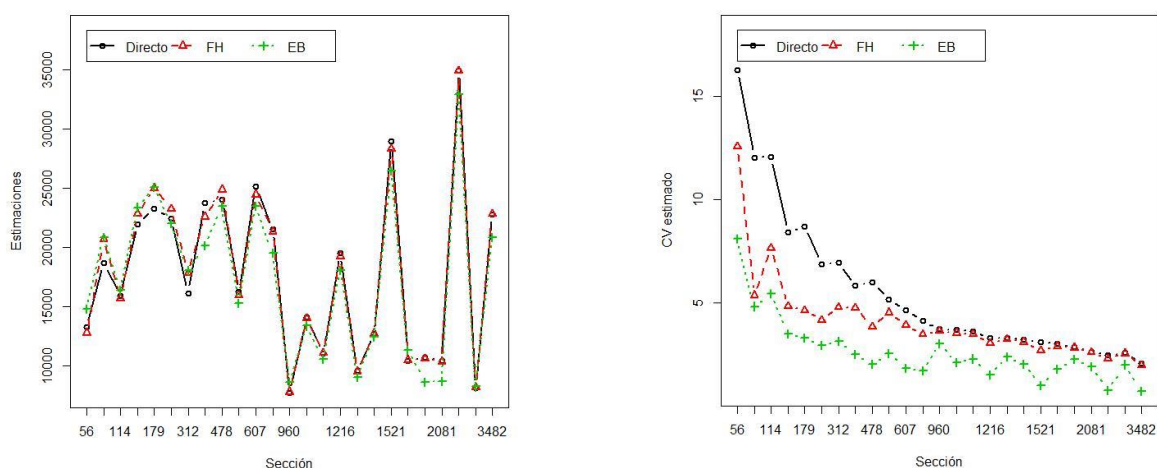 Directo FH EB
Estimaciones
35000
30000
25000
20000
15000
10000
56 114 179 312 478 607 960 1216 1521 2081 3482
Sección
Directo FH EB
CV estimado
15
10
5
56 114 179 312 478 607 960 1216 1521 2081 3482
Sección